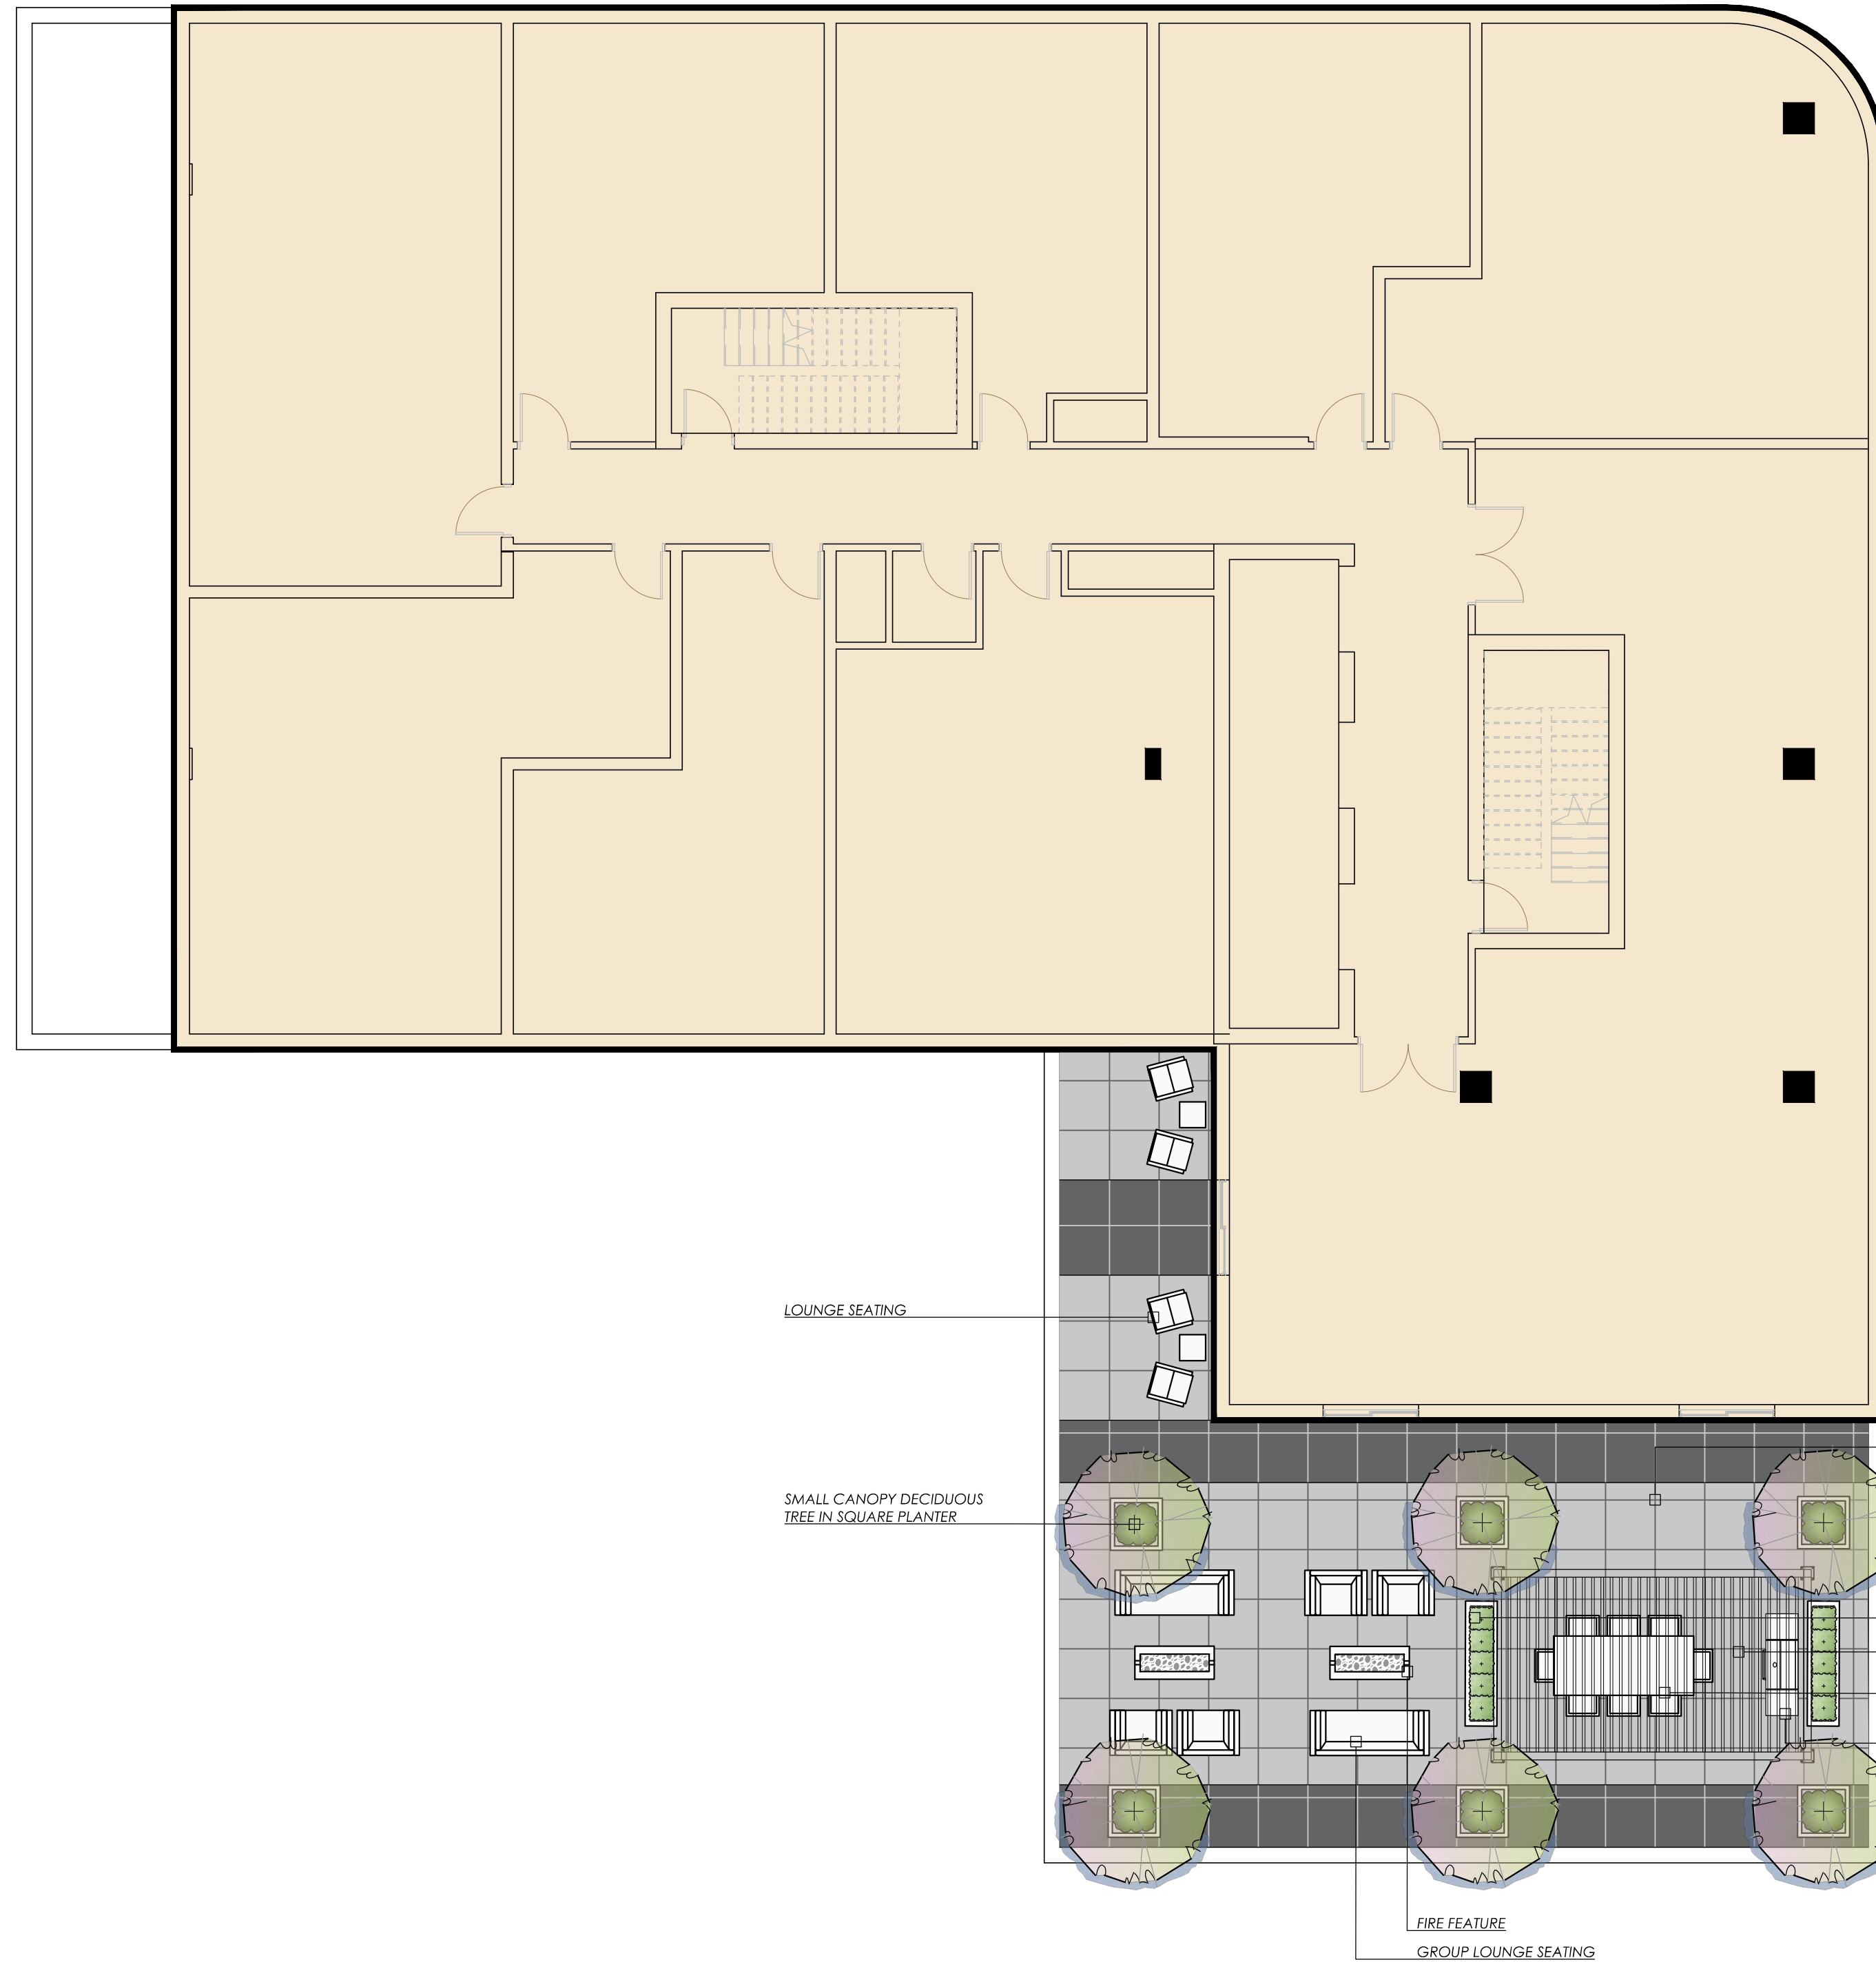 LOUNGE SEATING
SMALL CANOPY DECIDUOUS
TREE IN SQUARE PLANTER
FIRE FEATURE
GROUP LOUNGE SEATING